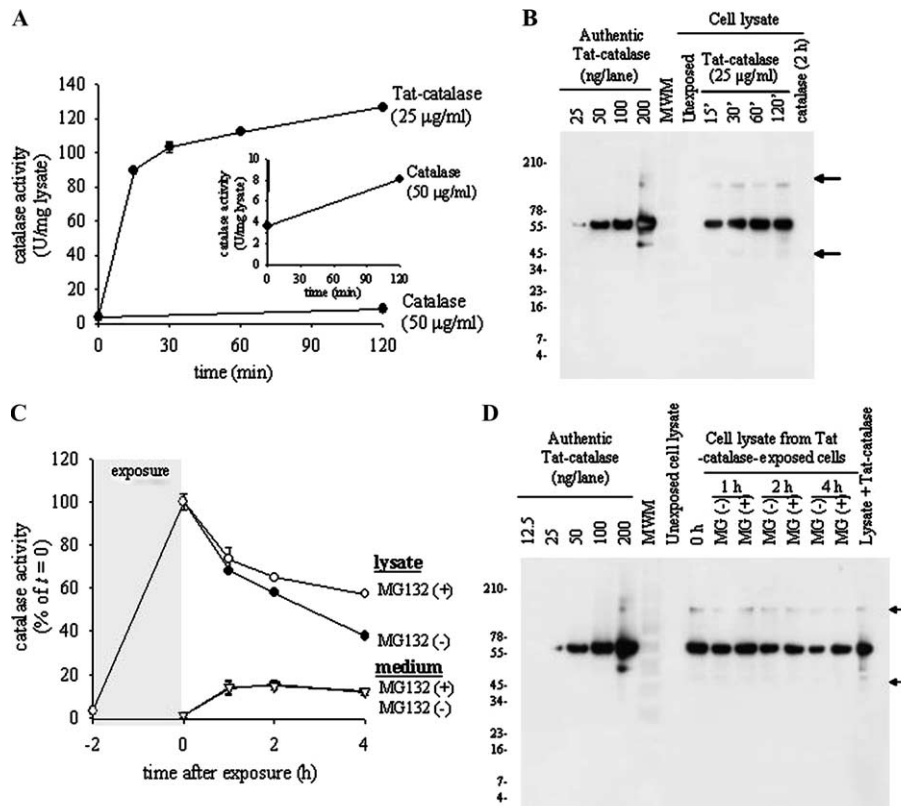 A
catalase activity
(U/mg lysate)
140
120
100
80
60
40
20
0
0
30
60
90
120
time (min)
Tat-catalase
(25 µg/ml)
Catalase
(50 µg/ml)
catalase activity
(U/mg lysate)
10
8
6
4
2
0
0
30
60
90
120
time (min)
Catalase
(50 µg/ml)
B
Cell lysate
Authentic
Tat-catalase
(ng/lane)
Tat-catalase
(25 µg/ml)
25
50
100
200
MWM
Unexposed
15'
30'
60'
120'
catalase (2 h)
210-
78-
55-
45-
34-
23-
16-
7-
4-
C
catalase activity
(% of t = 0)
120
100
80
60
40
20
0
exposure
-2
0
2
4
time after exposure (h)
lysate
MG132 (+)
MG132 (-)
medium
MG132 (+)
MG132 (-)
D
Authentic
Tat-catalase
(ng/lane)
Cell lysate from Tat
-catalase-exposed cells
1 h
2 h
4 h
12.5
25
50
100
200
MWM
Unexposed cell lysate
0 h
MG (-)
MG (+)
MG (-)
MG (+)
MG (-)
MG (+)
Lysate + Tat-catalase
210-
78-
55-
45-
34-
23-
16-
7-
4-